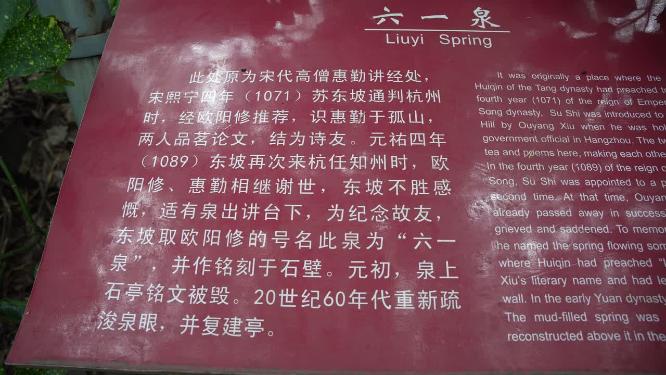 六一泉
Liuyi Spring
此处原为宋代高僧惠勤讲经处，
宋熙宁四年（1071）苏东坡通判杭州
时，经欧阳修推荐，识惠勤于孤山，
两人品茗论文，结为诗友。元祐四年
（1089）东坡再次来杭任知州时，欧
阳修、惠勤相继谢世，东坡不胜感
慨，适有泉出讲台下，为纪念故友，
东坡取欧阳修的号名此泉为“六一
泉”，并作铭刻于石壁。元初，泉上
石亭铭文被毁。20世纪60年代重新疏
浚泉眼，并复建亭。
It was originally a place where the
Huiqin of the Tang dynasty had preached t
fourth year (1071) of the reign of Empe
Song dynasty, Su Shi was introduced to
Hill by Ouyang Xiu when he was ho
government official in Hangzhou. The tw
tea and poems here, making each othe
In the fourth year (1089) of the reign o
Song, Su Shi was appointed to a p
second time. At that time, Ouya
already passed away in success
grieved and saddened. To memor
he named the spring flowing som
where Huiqin had preached "L
Xiu's literary name and had le
wall. In the early Yuan dynasty
The mud-filled spring was
reconstructed above it in the